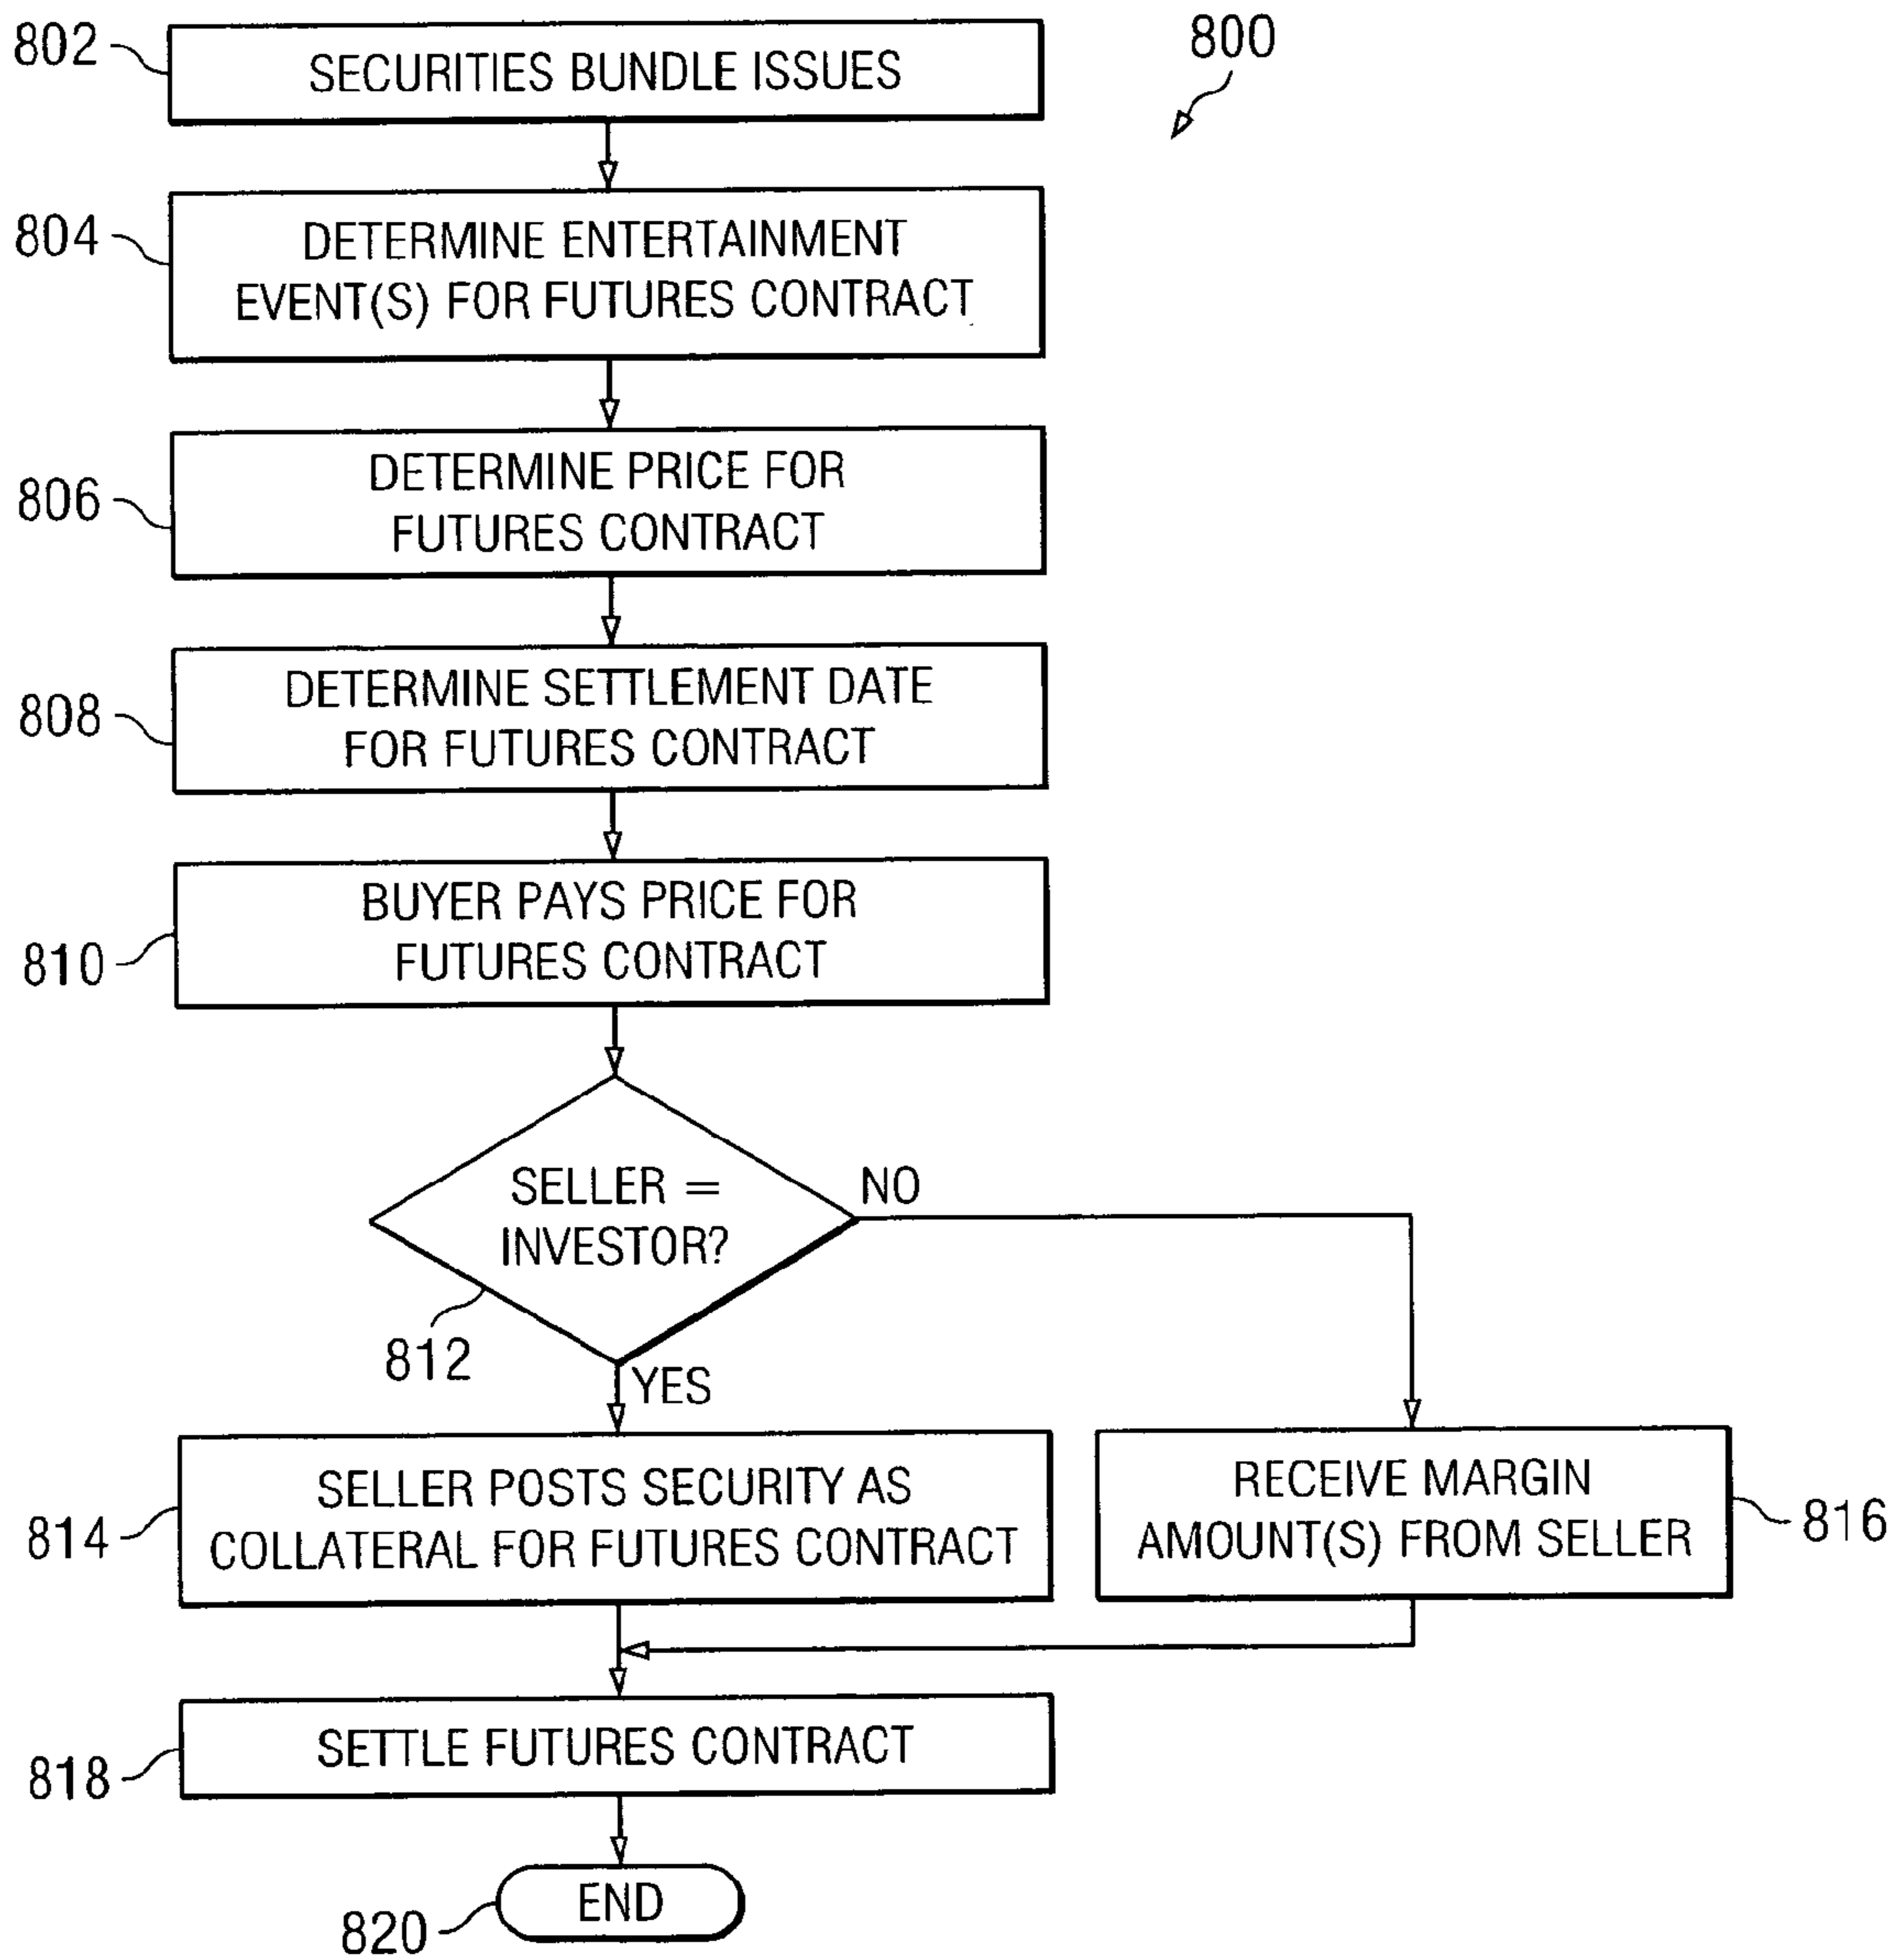 800
802
SECURITIES BUNDLE ISSUES
804
DETERMINE ENTERTAINMENT
EVENT(S) FOR FUTURES CONTRACT
806
DETERMINE PRICE FOR
FUTURES CONTRACT
808
DETERMINE SETTLEMENT DATE
FOR FUTURES CONTRACT
810
BUYER PAYS PRICE FOR
FUTURES CONTRACT
SELLER =
INVESTOR?
812
NO
YES
814
SELLER POSTS SECURITY AS
COLLATERAL FOR FUTURES CONTRACT
RECEIVE MARGIN
AMOUNT(S) FROM SELLER
816
818
SETTLE FUTURES CONTRACT
820
END